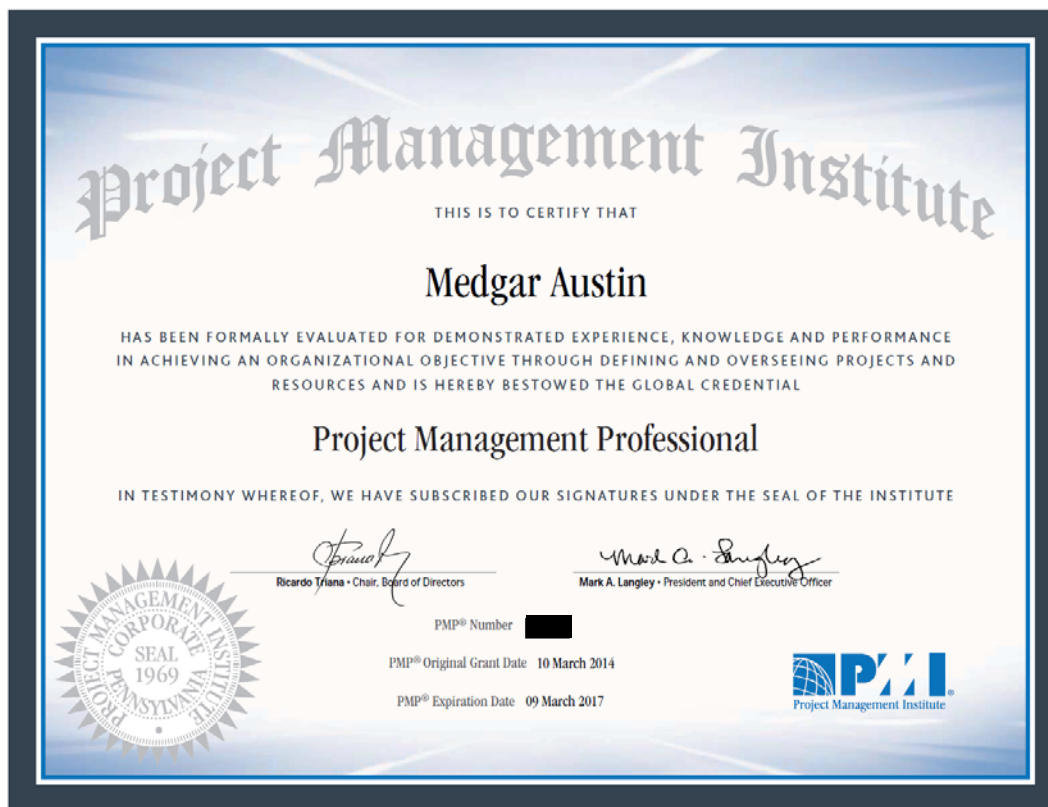 Project Management Institute
THIS IS TO CERTIFY THAT
Medgar Austin
HAS BEEN FORMALLY EVALUATED FOR DEMONSTRATED EXPERIENCE, KNOWLEDGE AND PERFORMANCE
IN ACHIEVING AN ORGANIZATIONAL OBJECTIVE THROUGH DEFINING AND OVERSEEING PROJECTS AND
RESOURCES AND IS HEREBY BESTOWED THE GLOBAL CREDENTIAL
Project Management Professional
IN TESTIMONY WHEREOF, WE HAVE SUBSCRIBED OUR SIGNATURES UNDER THE SEAL OF THE INSTITUTE
Mark A. Langley
Ricardo Triana • Chair, Board of Directors
Mark A. Langley • President and Chief Executive Officer
PMP® Number
PMP® Original Grant Date 10 March 2014
PMP® Expiration Date 09 March 2017
PROJECT MANAGEMENT INSTITUTE
CORPORATE
SEAL
1969
PENNSYLVANIA
PMI®
Project Management Institute